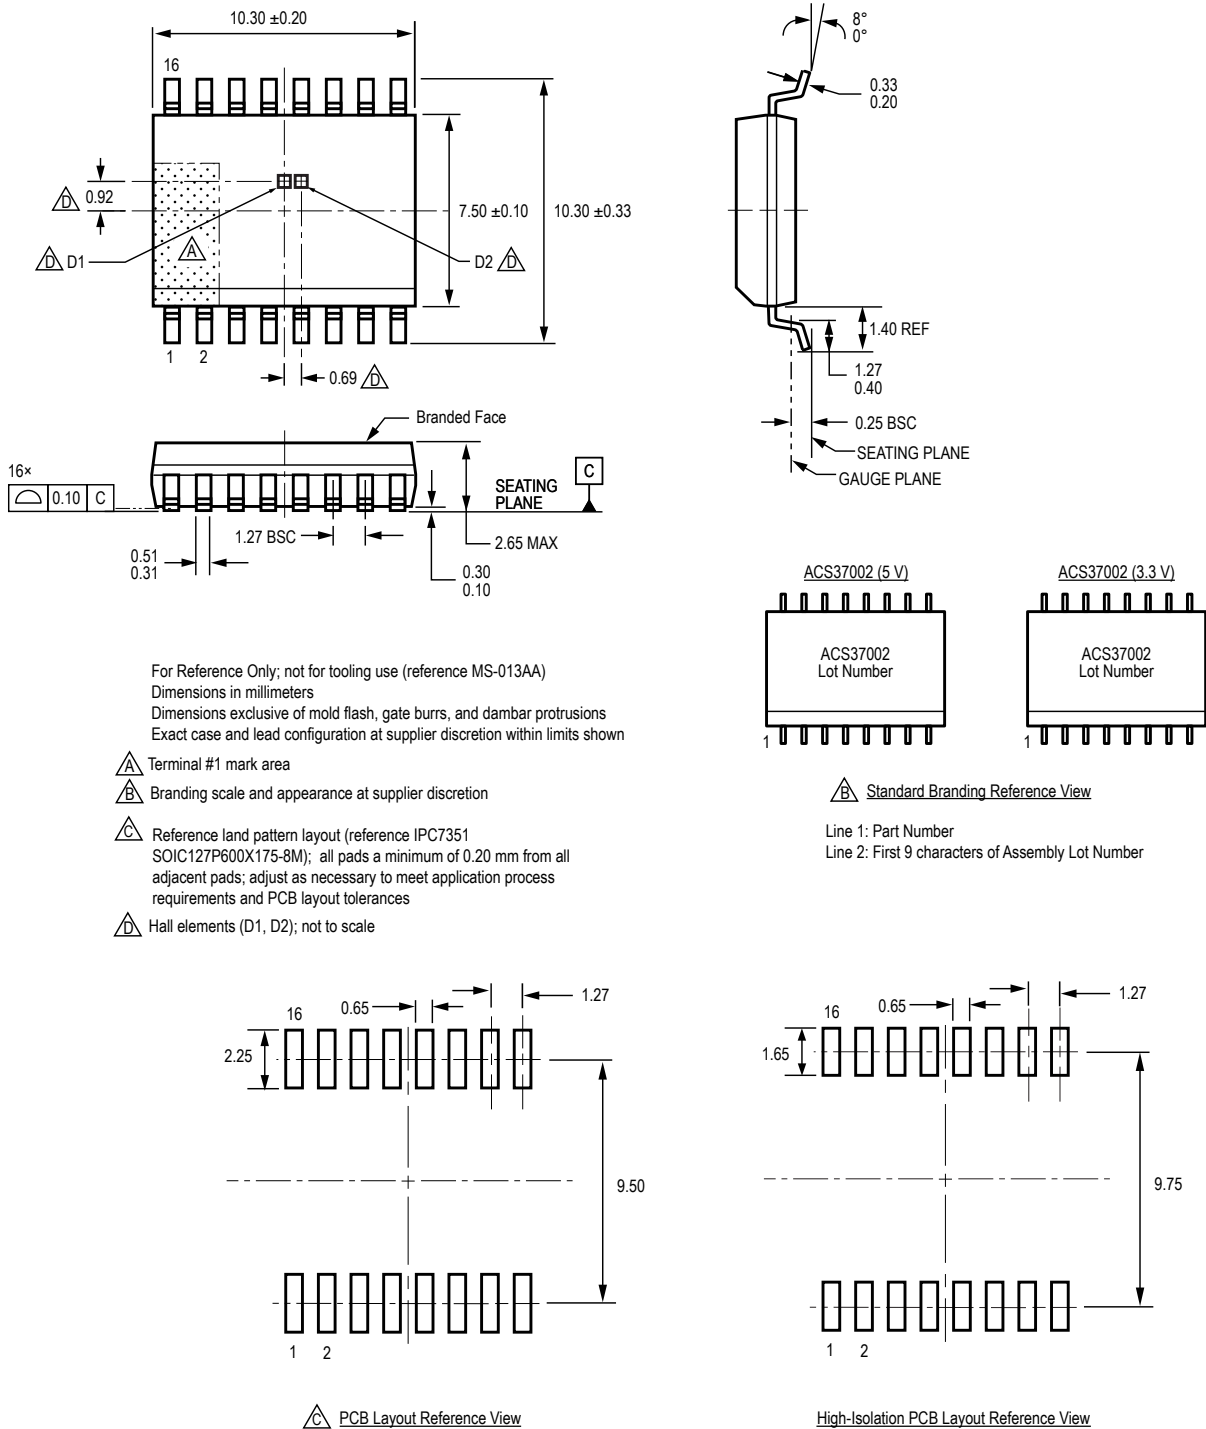 10.30 ±0.20
16
D
0.92
D D1
A
D2 D
7.50 ±0.10
10.30 ±0.33
1 2
0.69 D
8°
0°
0.33
0.20
1.40 REF
1.27
0.40
0.25 BSC
SEATING PLANE
GAUGE PLANE
Branded Face
16×
0.10 C
SEATING
PLANE
C
1.27 BSC
2.65 MAX
0.51
0.31
0.30
0.10
ACS37002 (5 V)
ACS37002
Lot Number
1
ACS37002 (3.3 V)
ACS37002
Lot Number
1
B Standard Branding Reference View
Line 1: Part Number
Line 2: First 9 characters of Assembly Lot Number
For Reference Only; not for tooling use (reference MS-013AA)
Dimensions in millimeters
Dimensions exclusive of mold flash, gate burrs, and dambar protrusions
Exact case and lead configuration at supplier discretion within limits shown
A Terminal #1 mark area
B Branding scale and appearance at supplier discretion
C Reference land pattern layout (reference IPC7351
SOIC127P600X175-8M); all pads a minimum of 0.20 mm from all
adjacent pads; adjust as necessary to meet application process
requirements and PCB layout tolerances
D Hall elements (D1, D2); not to scale
16
0.65
1.27
2.25
9.50
1 2
C PCB Layout Reference View
16
0.65
1.27
1.65
9.75
1 2
High-Isolation PCB Layout Reference View